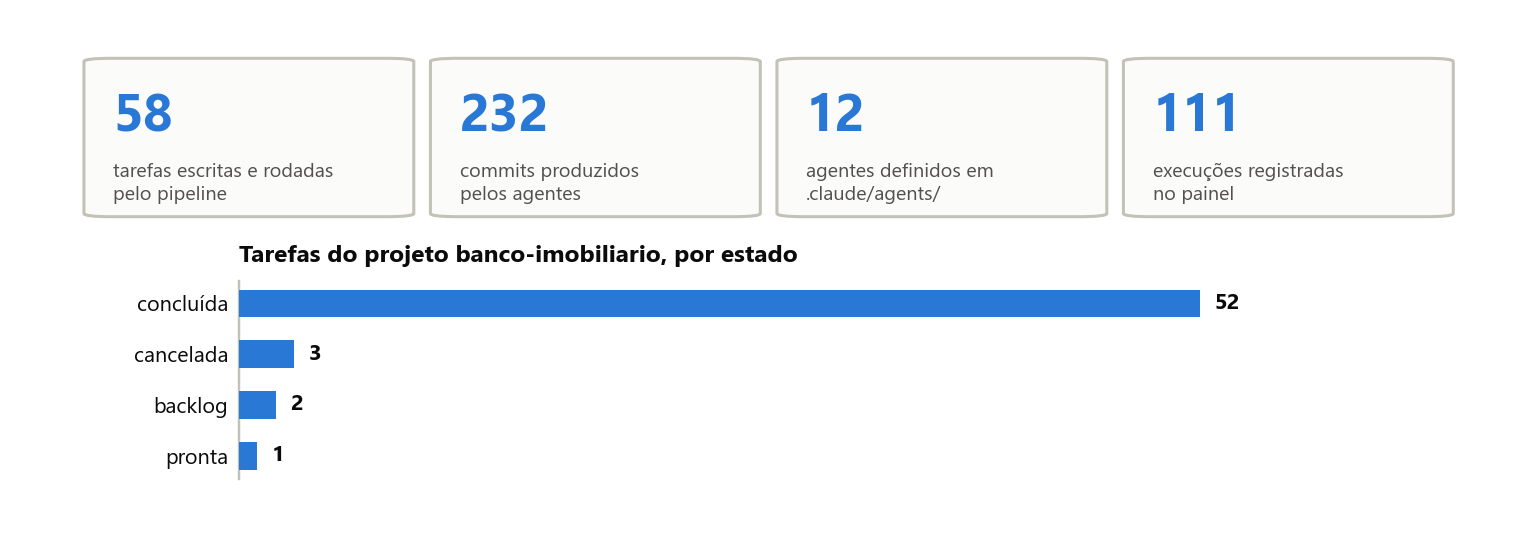 58
tarefas escritas e rodadas
pelo pipeline
232
commits produzidos
pelos agentes
12
agentes definidos em
.claude/agents/
111
execuções registradas
no painel
Tarefas do projeto banco-imobiliario, por estado
concluída 52
cancelada 3
backlog 2
pronta 1